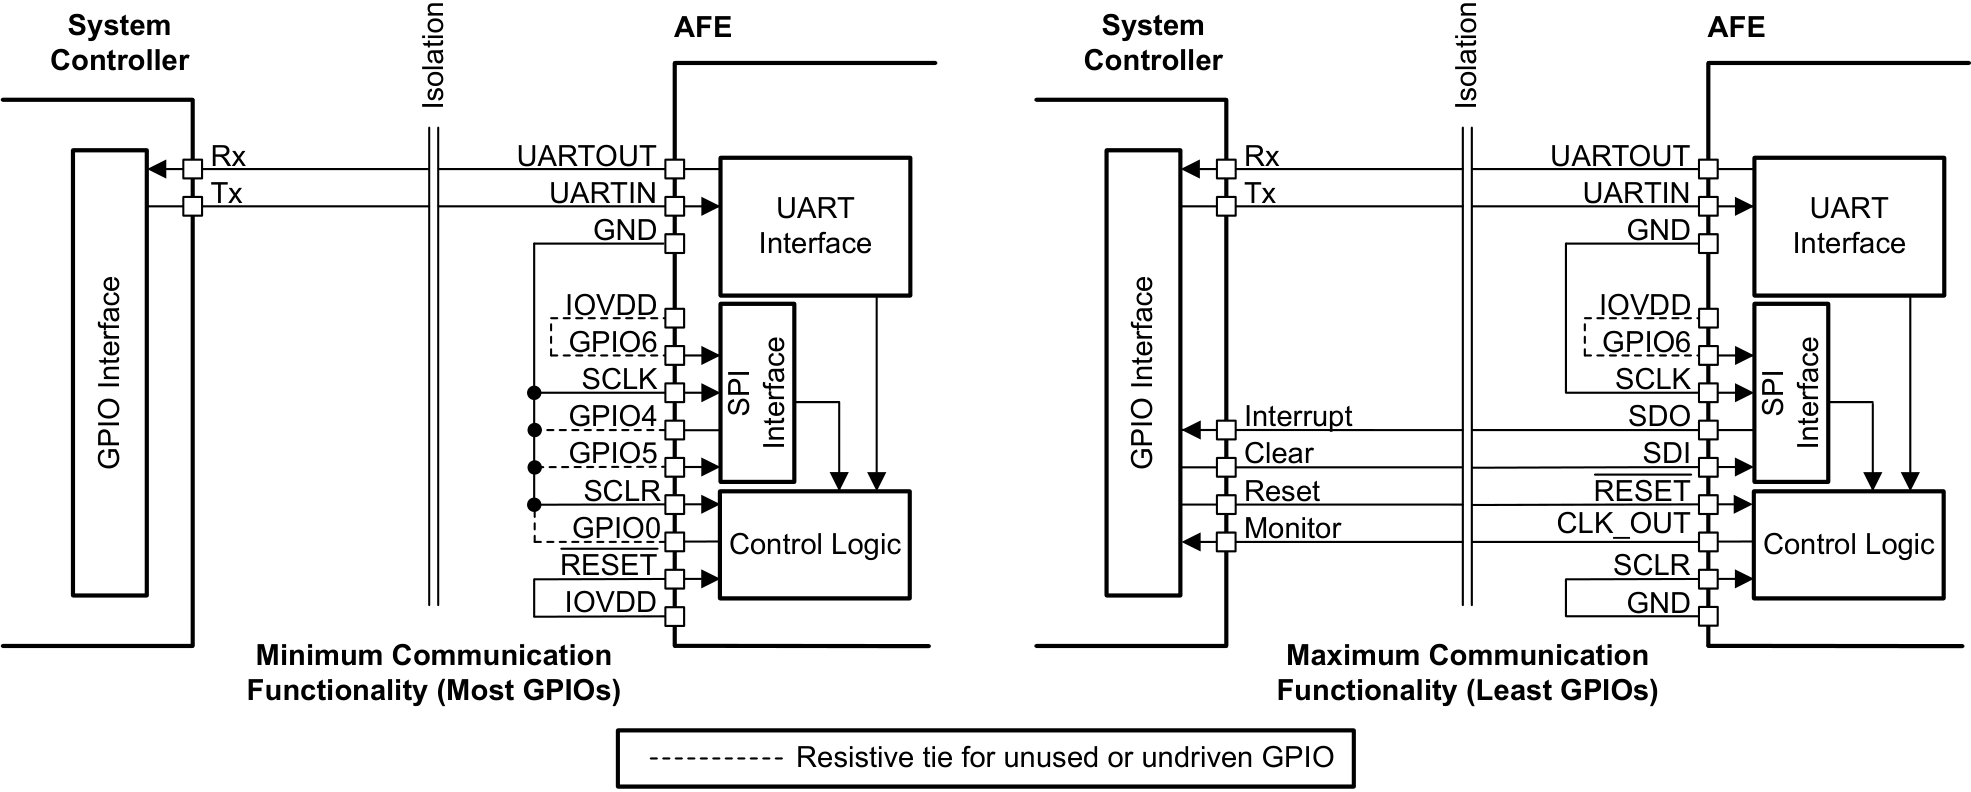 System
Controller
Isolation
AFE
Rx
Tx
UARTOUT
UARTIN
GND
IOVDD
GPIO6
SCLK
GPIO4
GPIO5
SCLR
GPIO0
RESET
IOVDD
GPIO Interface
UART
Interface
SPI
Interface
Control Logic
Minimum Communication
Functionality (Most GPIOs)
System
Controller
Isolation
AFE
Rx
Tx
Interrupt
Clear
Reset
Monitor
UARTOUT
UARTIN
GND
IOVDD
GPIO6
SCLK
SDO
SDI
RESET
CLK_OUT
SCLR
GND
GPIO Interface
UART
Interface
SPI
Interface
Control Logic
Maximum Communication
Functionality (Least GPIOs)
Resistive tie for unused or undriven GPIO